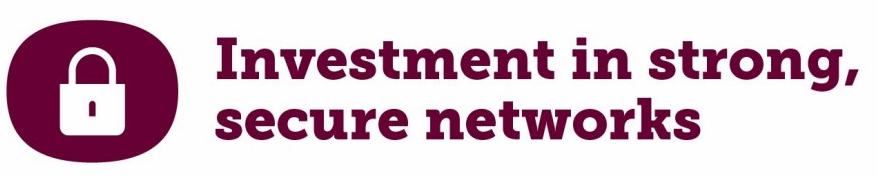 Investment in strong,
secure networks